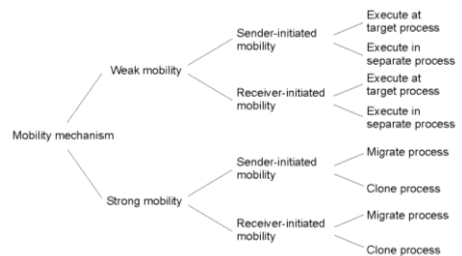 Execute at
target process
Sender-initiated
mobility
Execute in
separate process
Weak mobility
Execute at
target process
Receiver-initiated
mobility
Execute in
separate process
Mobility mechanism
Sender-initiated
mobility
Migrate process
Clone process
Strong mobility
Receiver-initiated
mobility
Migrate process
Clone process